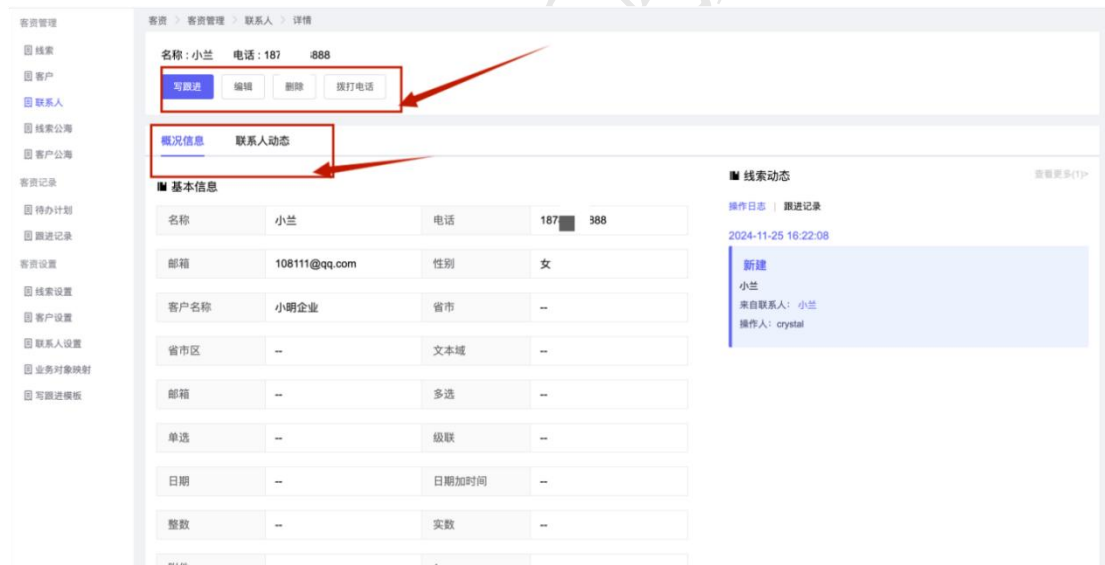 客资管理
线索
客户
联系人
线索公海
客户公海
客资记录
待办计划
跟进记录
客资设置
线索设置
客户设置
联系人设置
业务对象映射
写跟进模板
客资 > 客资管理 > 联系人 > 详情
名称 : 小兰 电话 : 187 888
写跟进 编辑 删除 拨打电话
概况信息 联系人动态
基本信息
名称 小兰 电话 187 888
邮箱 108111@qq.com 性别 女
客户名称 小明企业 省市 --
省市区 -- 文本域 --
邮箱 -- 多选 --
单选 -- 级联 --
日期 -- 日期加时间 --
整数 -- 实数 --
线索动态 查看更多(1)>
操作日志 | 跟进记录
2024-11-25 16:22:08
新建
小兰
来自联系人: 小兰
操作人: crystal